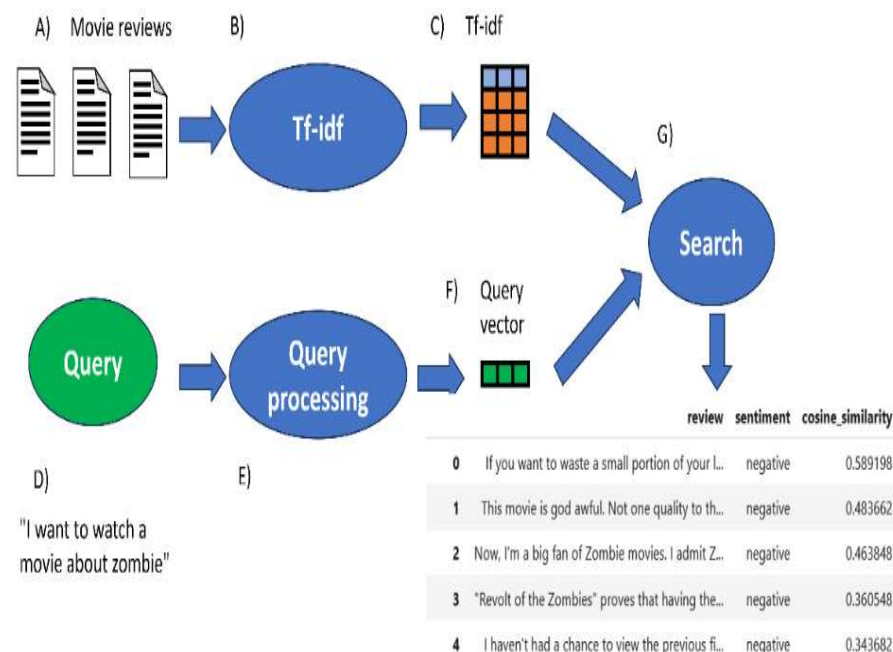 A) Movie reviews
B)
C) Tf-idf
Tf-idf
G)
Search
Query
Query
processing
F) Query
vector
D)
E)
"I want to watch a
movie about zombie"
review sentiment cosine_similarity
0 If you want to waste a small portion of your l... negative 0.589198
1 This movie is god awful. Not one quality to th... negative 0.483662
2 Now, I'm a big fan of Zombie movies. I admit Z... negative 0.463848
3 "Revolt of the Zombies" proves that having the... negative 0.360548
4 I haven't had a chance to view the previous fi... negative 0.343682